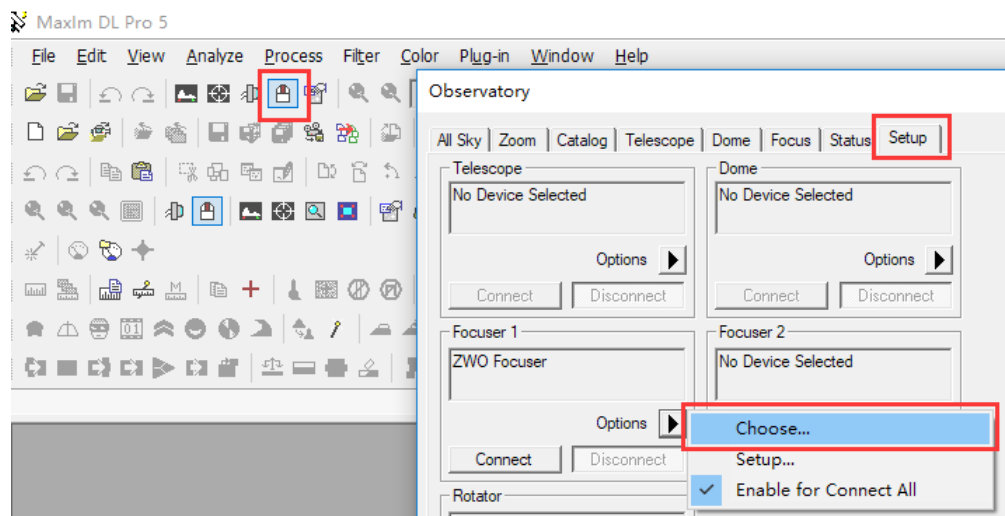 MaxIm DL Pro 5
File Edit View Analyze Process Filter Color Plug-in Window Help
Observatory
All Sky Zoom Catalog Telescope Dome Focus Status Setup
Telescope
No Device Selected
Options
Connect Disconnect
Dome
No Device Selected
Options
Connect Disconnect
Focuser 1
ZWO Focuser
Options
Connect Disconnect
Focuser 2
No Device Selected
Choose...
Setup...
Enable for Connect All
Rotator